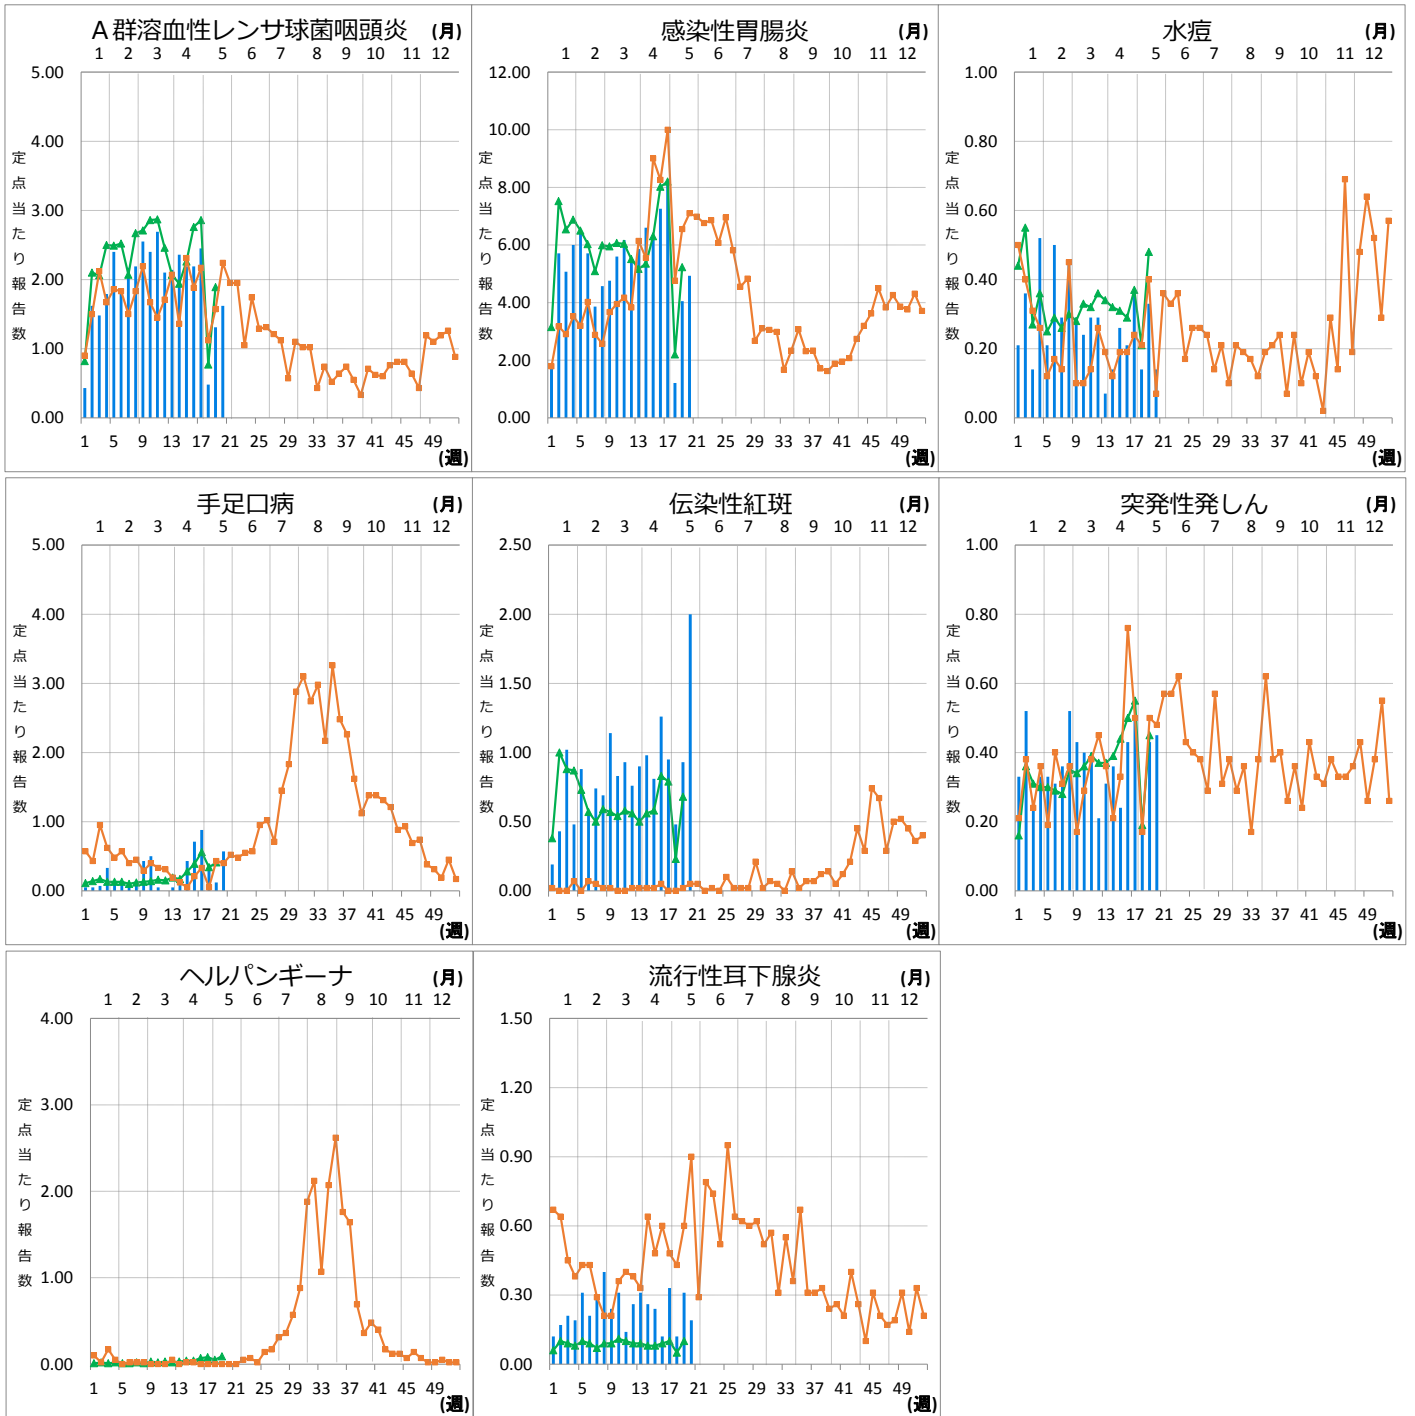 A群溶血性レンサ球菌咽頭炎 (月)
1 2 3 4 5 6 7 8 9 10 11 12
5.00
4.00
3.00
2.00
1.00
0.00
定点当たり報告数
1 5 9 13 17 21 25 29 33 37 41 45 49
(週)
感染性胃腸炎 (月)
1 2 3 4 5 6 7 8 9 10 11 12
12.00
10.00
8.00
6.00
4.00
2.00
0.00
定点当たり報告数
1 5 9 13 17 21 25 29 33 37 41 45 49
(週)
水痘 (月)
1 2 3 4 5 6 7 8 9 10 11 12
1.00
0.80
0.60
0.40
0.20
0.00
定点当たり報告数
1 5 9 13 17 21 25 29 33 37 41 45 49
(週)
手足口病 (月)
1 2 3 4 5 6 7 8 9 10 11 12
5.00
4.00
3.00
2.00
1.00
0.00
定点当たり報告数
1 5 9 13 17 21 25 29 33 37 41 45 49
(週)
伝染性紅斑 (月)
1 2 3 4 5 6 7 8 9 10 11 12
2.50
2.00
1.50
1.00
0.50
0.00
定点当たり報告数
1 5 9 13 17 21 25 29 33 37 41 45 49
(週)
突発性発しん (月)
1 2 3 4 5 6 7 8 9 10 11 12
1.00
0.80
0.60
0.40
0.20
0.00
定点当たり報告数
1 5 9 13 17 21 25 29 33 37 41 45 49
(週)
ヘルパンギーナ (月)
1 2 3 4 5 6 7 8 9 10 11 12
4.00
3.00
2.00
1.00
0.00
定点当たり報告数
1 5 9 13 17 21 25 29 33 37 41 45 49
(週)
流行性耳下腺炎 (月)
1 2 3 4 5 6 7 8 9 10 11 12
1.50
1.20
0.90
0.60
0.30
0.00
定点当たり報告数
1 5 9 13 17 21 25 29 33 37 41 45 49
(週)